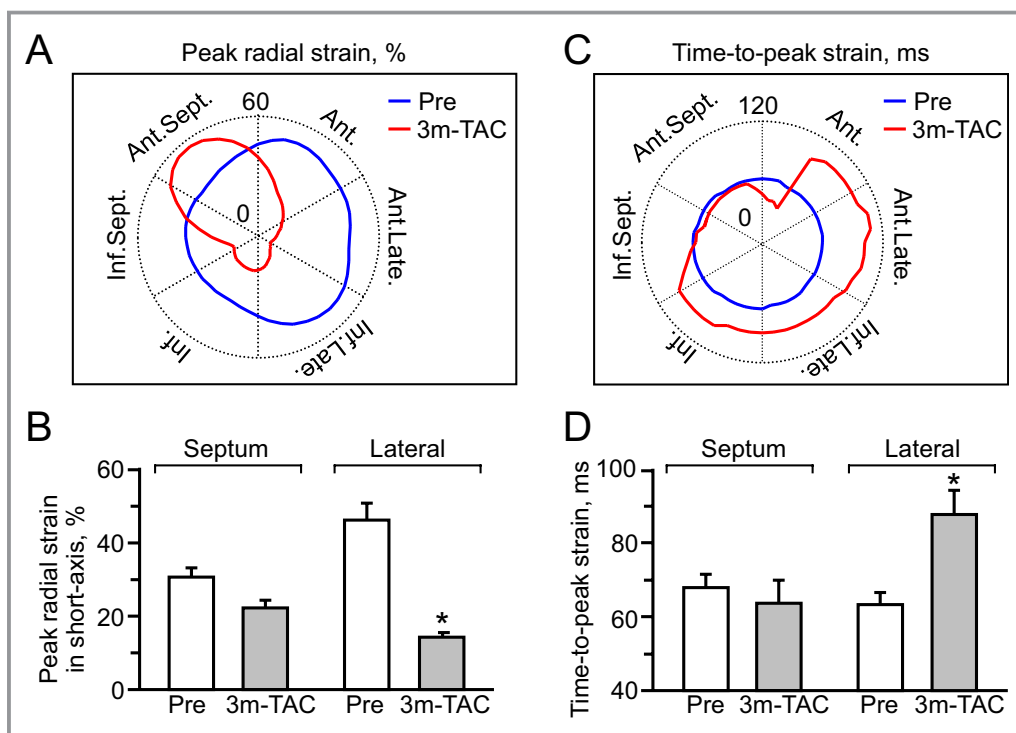 A
Peak radial strain, %
60
0
Pre
3m-TAC
Ant.Sept.
Ant.
Inf.Sept.
Ant.Late.
Inf.
Inf.Late.
C
Time-to-peak strain, ms
120
0
Pre
3m-TAC
Ant.Sept.
Ant.
Inf.Sept.
Ant.Late.
Inf.
Inf.Late.
B
Septum
Lateral
Peak radial strain
in short-axis, %
60
40
20
0
*
Pre
3m-TAC
Pre
3m-TAC
D
Septum
Lateral
Time-to-peak strain, ms
100
80
60
40
*
Pre
3m-TAC
Pre
3m-TAC